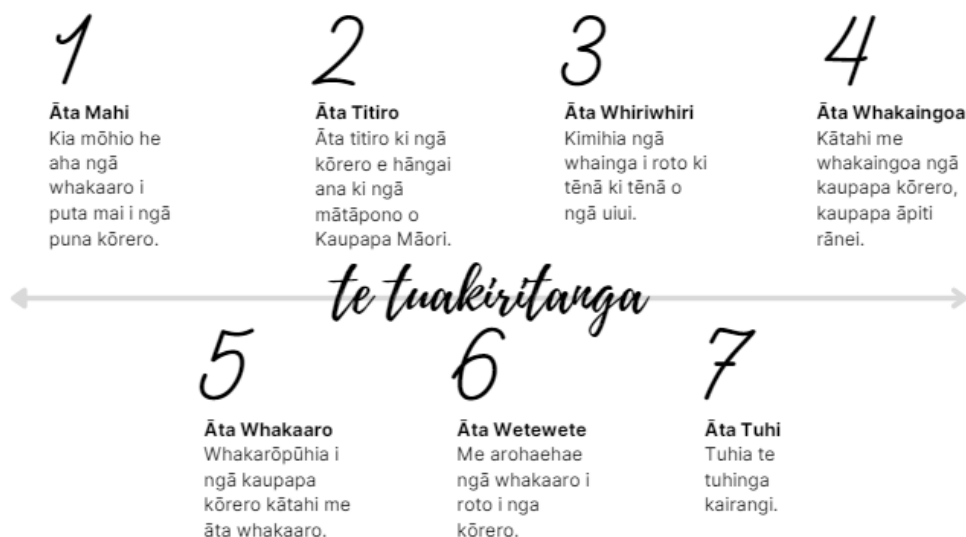 1
Āta Mahi
Kia mōhio he
aha ngā
whakaaro i
puta mai i ngā
puna kōrero.
2
Āta Titiro
Āta titiro ki ngā
kōrero e hāngai
ana ki ngā
mātāpono o
Kaupapa Māori.
3
Āta Whiriwhiri
Kimihia ngā
whainga i roto ki
tēnā ki tēnā o
ngā uiui.
4
Āta Whakaingoa
Kātahi me
whakaingoa ngā
kaupapa kōrero,
kaupapa āpiti
rānei.
te tuakiritanga
5
Āta Whakaaro
Whakarōpūhia i
ngā kaupapa
kōrero kātahi me
āta whakaaro.
6
Āta Wetewete
Me arohaehae
ngā whakaaro i
roto i nga
kōrero.
7
Āta Tuhi
Tuhia te
tuhinga
kairangi.